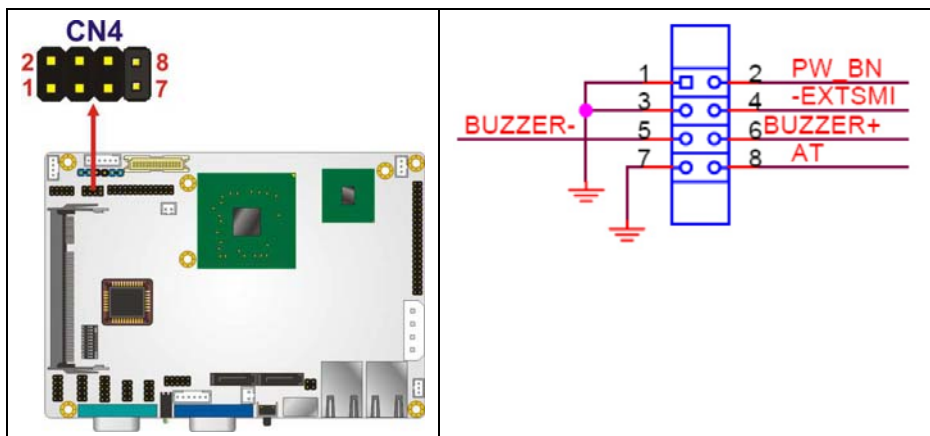 CN4
2 8
1 7
1 2 PW_BN
3 4 -EXTSMI
BUZZER- 5 6 BUZZER+
7 8 AT